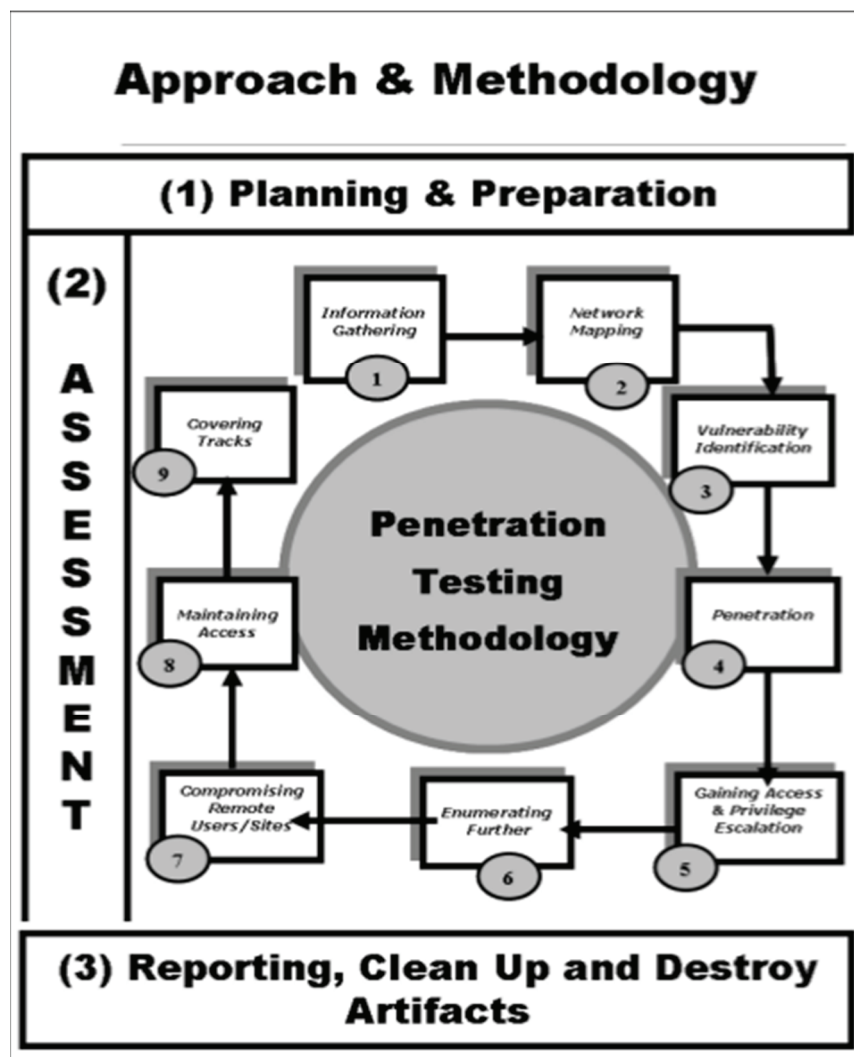 Approach & Methodology
(1) Planning & Preparation
(2)
A
S
S
E
S
S
M
E
N
T
Information
Gathering
1
Network
Mapping
2
Vulnerability
Identification
3
Penetration
4
Gaining Access
& Privilege
Escalation
5
Enumerating
Further
6
Compromising
Remote
Users/Sites
7
Maintaining
Access
8
Covering
Tracks
9
Penetration
Testing
Methodology
(3) Reporting, Clean Up and Destroy
Artifacts